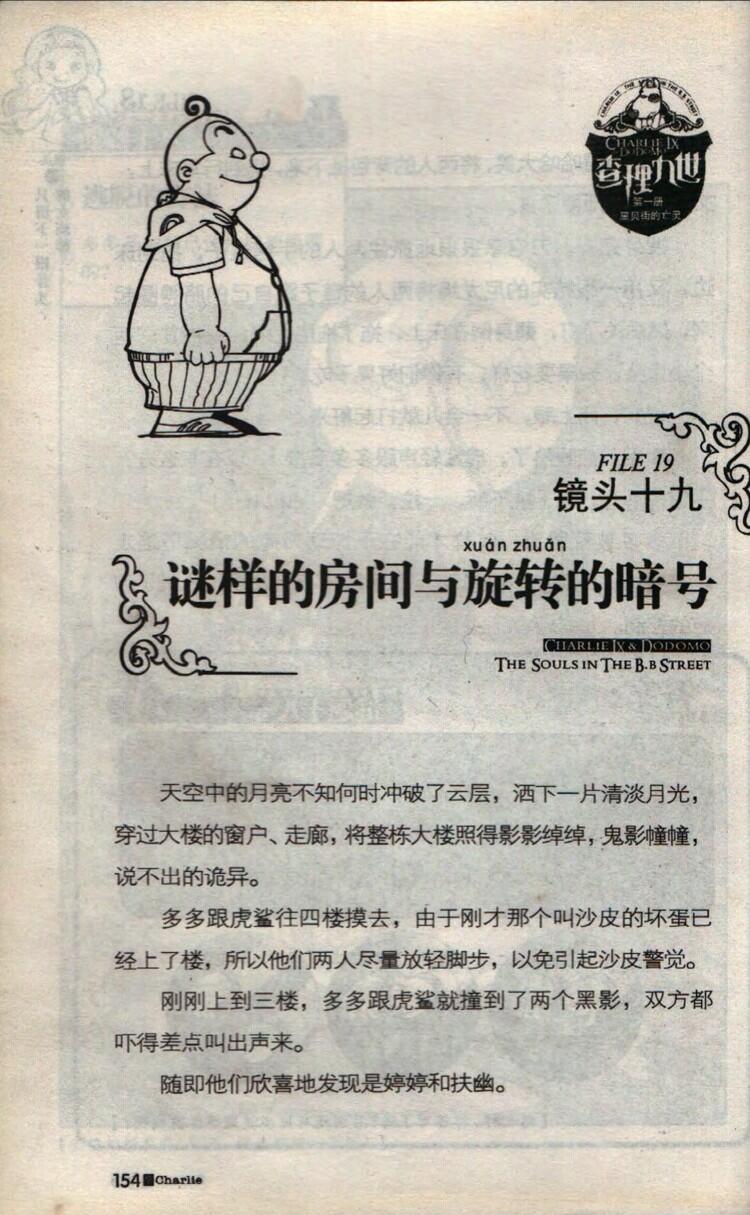 CHARLIE IX
DODOMO
查理九世
第一册
黑贝街的亡灵
FILE 19
镜头十九
xuán zhuǎn
谜样的房间与旋转的暗号
CHARLIE IX & DODOMO
THE SOULS IN THE B.B STREET
天空中的月亮不知何时冲破了云层，洒下一片清淡月光，
穿过大楼的窗户、走廊，将整栋大楼照得影影绰绰，鬼影幢幢，
说不出的诡异。
多多跟虎鲨往四楼摸去，由于刚才那个叫沙皮的坏蛋已
经上了楼，所以他们两人尽量放轻脚步，以免引起沙皮警觉。
刚刚上到三楼，多多跟虎鲨就撞到了两个黑影，双方都
吓得差点叫出声来。
随即他们欣喜地发现是婷婷和扶幽。
154 Charlie